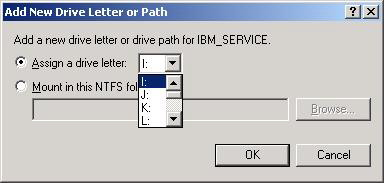 Add New Drive Letter or Path
Add a new drive letter or drive path for IBM_SERVICE.
Assign a drive letter: I:
Mount in this NTFS fol
I:
J:
K:
L:
Browse...
OK Cancel